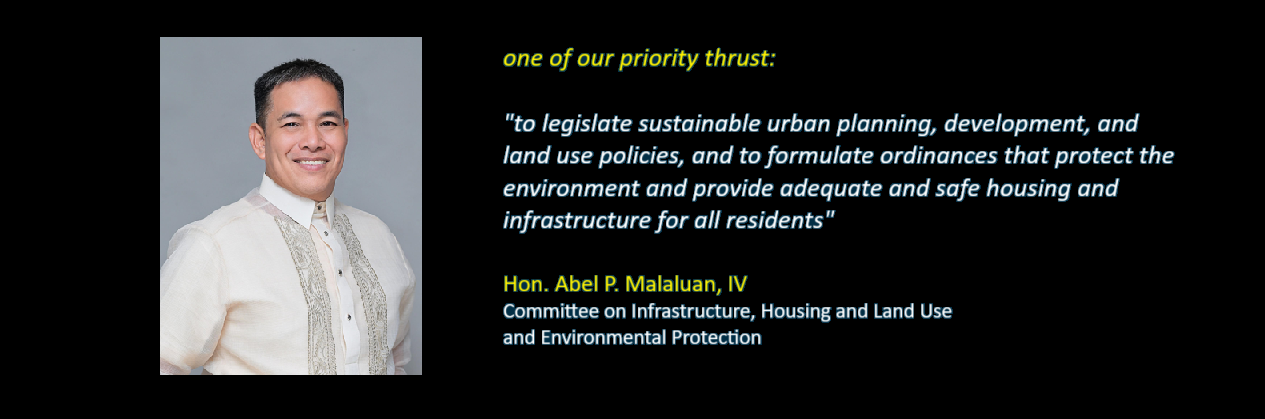 one of our priority thrust:
"to legislate sustainable urban planning, development, and
land use policies, and to formulate ordinances that protect the
environment and provide adequate and safe housing and
infrastructure for all residents"
Hon. Abel P. Malaluan, IV
Committee on Infrastructure, Housing and Land Use
and Environmental Protection